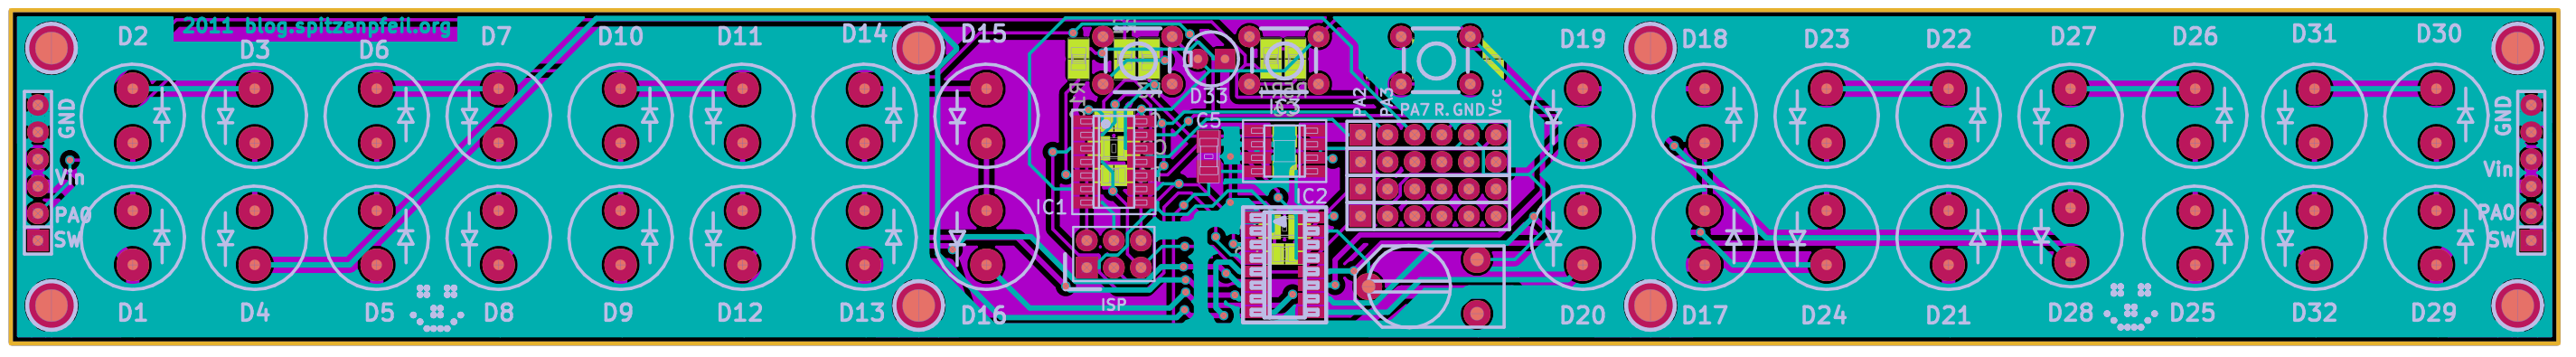 2011 blog.spitzenpfeil.org
D2 D3 D6 D7 D10 D11 D14 D15 D19 D18 D23 D22 D27 D26 D31 D30
D33
PA2 PA3 PA7 R. GND Vcc
C5
IC3
GND
Vin
PA0
SW
GND
Vin
PA0
SW
IC1
IC2
ISP
D1 D4 D5 D8 D9 D12 D13 D16 D20 D17 D24 D21 D28 D25 D32 D29